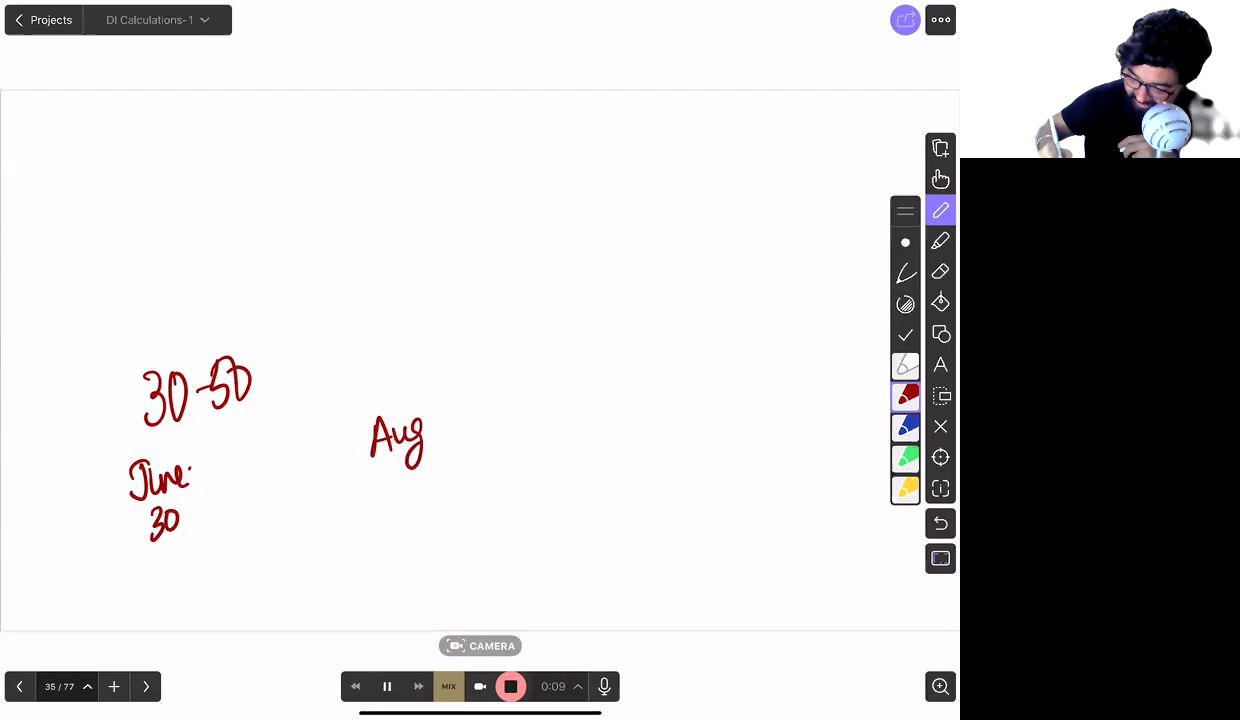 Projects
DI Calculations-1
30-50
Aug
June
30
CAMERA
35 / 77
MIX
0:09